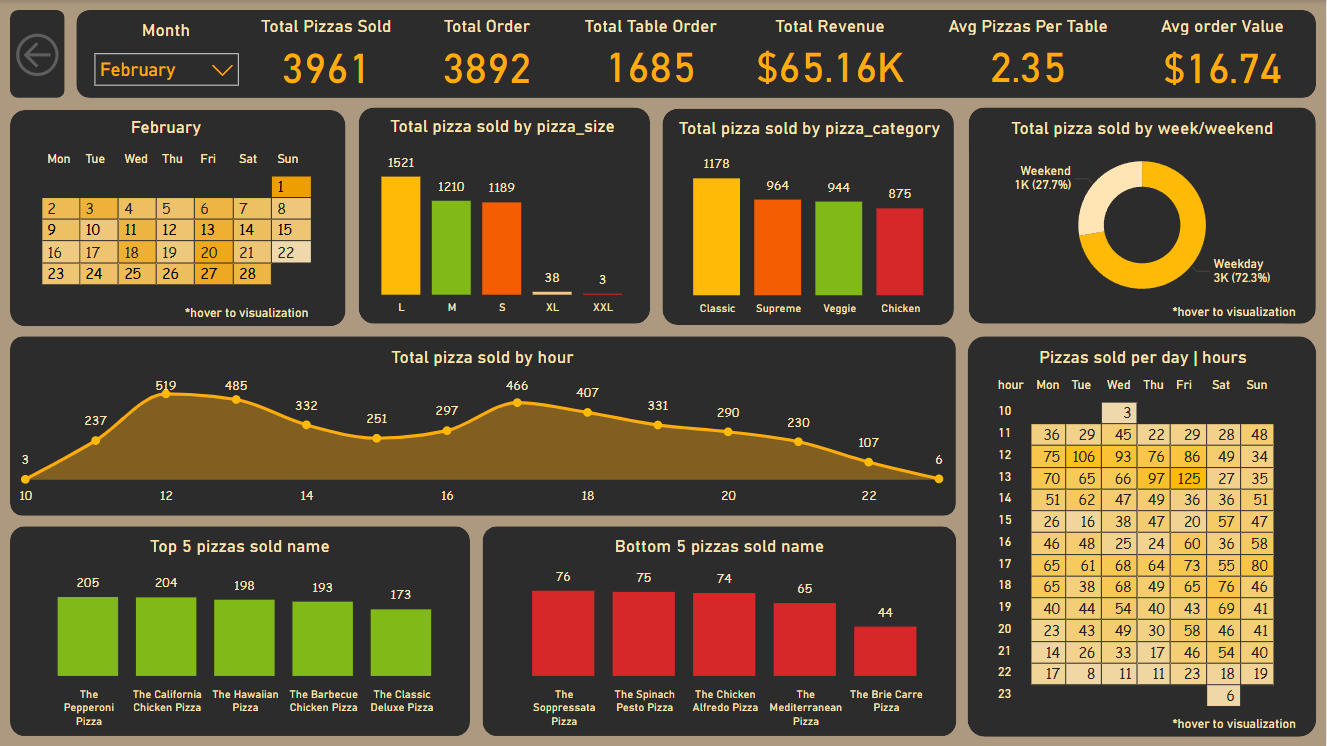 Month
February
Total Pizzas Sold
3961
Total Order
3892
Total Table Order
1685
Total Revenue
$65.16K
Avg Pizzas Per Table
2.35
Avg order Value
$16.74
February
Mon Tue Wed Thu Fri Sat Sun
1
2 3 4 5 6 7 8
9 10 11 12 13 14 15
16 17 18 19 20 21 22
23 24 25 26 27 28
*hover to visualization
Total pizza sold by pizza_size
1521 1210 1189 38 3
L M S XL XXL
Total pizza sold by pizza_category
1178 964 944 875
Classic Supreme Veggie Chicken
Total pizza sold by week/weekend
Weekend
1K (27.7%)
Weekday
3K (72.3%)
*hover to visualization
Total pizza sold by hour
3 237 519 485 332 251 297 466 407 331 290 230 107 6
10 12 14 16 18 20 22
Pizzas sold per day | hours
hour Mon Tue Wed Thu Fri Sat Sun
10 3
11 36 29 45 22 29 28 48
12 75 106 93 76 86 49 34
13 70 65 66 97 125 27 35
14 51 62 47 49 36 36 51
15 26 16 38 47 20 57 47
16 46 48 25 24 60 36 58
17 65 61 68 64 73 55 80
18 65 38 68 49 65 76 46
19 40 44 54 40 43 69 41
20 23 43 49 30 58 46 41
21 14 26 33 17 46 54 40
22 17 8 11 11 23 18 19
23 6
*hover to visualization
Top 5 pizzas sold name
205 204 198 193 173
The Pepperoni Pizza
The California Chicken Pizza
The Hawaiian Pizza
The Barbecue Chicken Pizza
The Classic Deluxe Pizza
Bottom 5 pizzas sold name
76 75 74 65 44
The Soppressata Pizza
The Spinach Pesto Pizza
The Chicken Alfredo Pizza
The Mediterranean Pizza
The Brie Carre Pizza